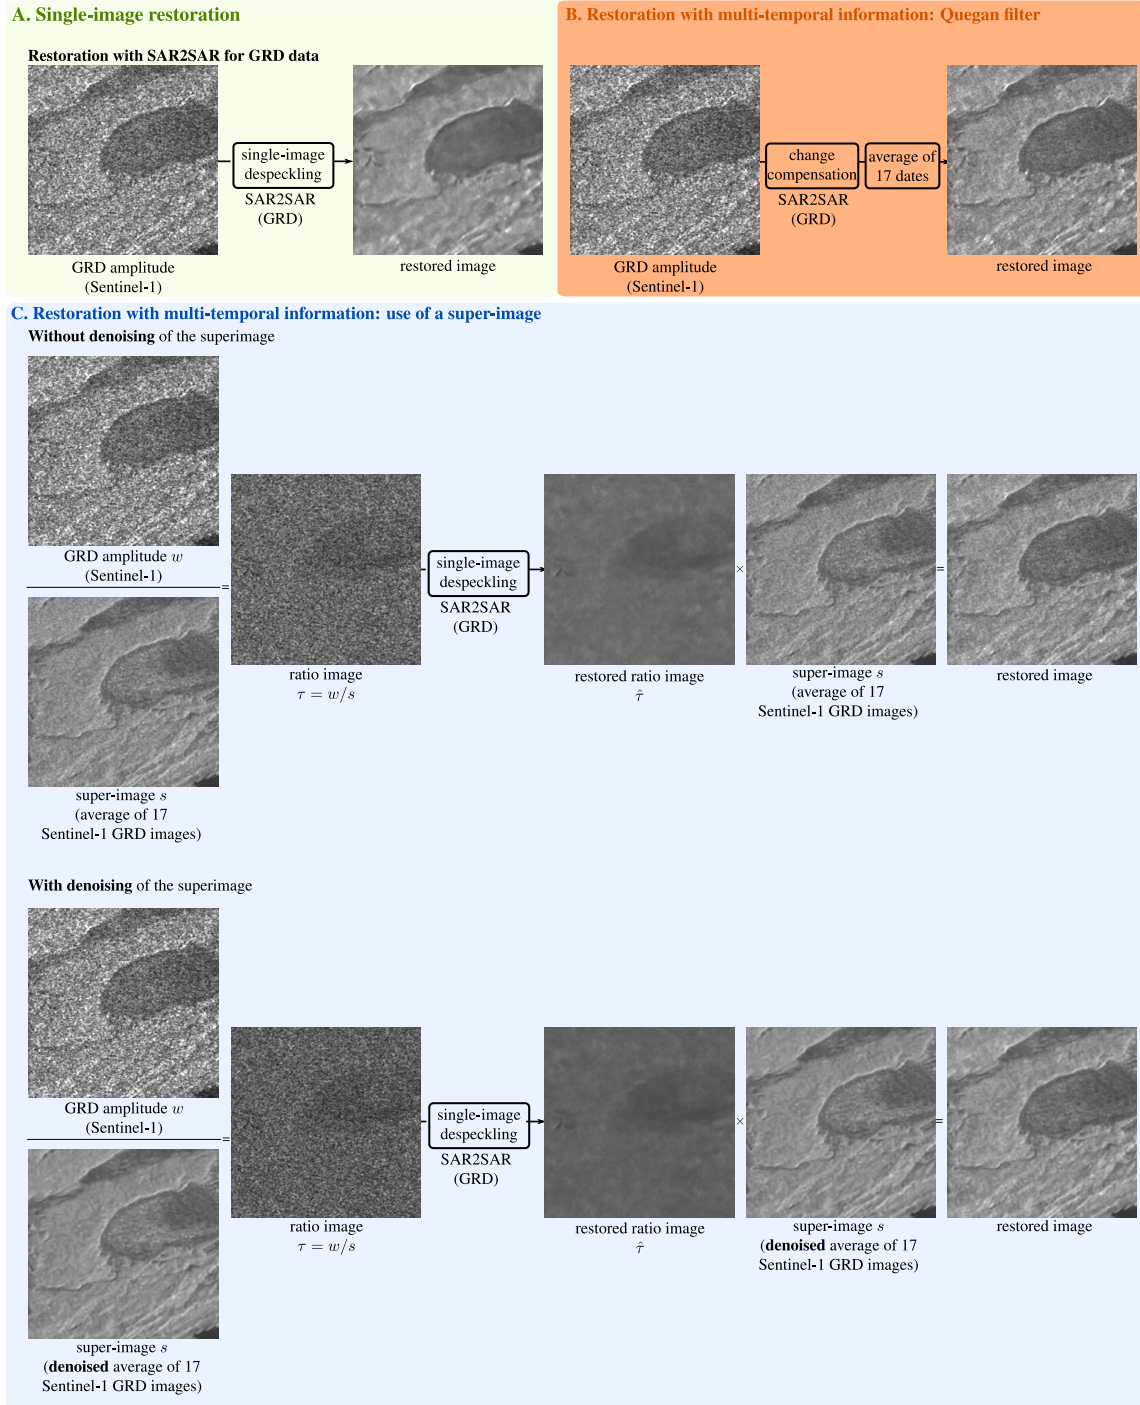 A. Single-image restoration
Restoration with SAR2SAR for GRD data
single-image
despeckling
SAR2SAR
(GRD)
GRD amplitude
(Sentinel-1)
restored image
B. Restoration with multi-temporal information: Quegan filter
change
compensation
SAR2SAR
(GRD)
average of
17 dates
GRD amplitude
(Sentinel-1)
restored image
C. Restoration with multi-temporal information: use of a super-image
Without denoising of the superimage
GRD amplitude w
(Sentinel-1)
=
super-image s
(average of 17
Sentinel-1 GRD images)
ratio image
τ = w/s
single-image
despeckling
SAR2SAR
(GRD)
restored ratio image
τ̂
×
super-image s
(average of 17
Sentinel-1 GRD images)
=
restored image
With denoising of the superimage
GRD amplitude w
(Sentinel-1)
=
super-image s
(denoised average of 17
Sentinel-1 GRD images)
ratio image
τ = w/s
single-image
despeckling
SAR2SAR
(GRD)
restored ratio image
τ̂
×
super-image s
(denoised average of 17
Sentinel-1 GRD images)
=
restored image